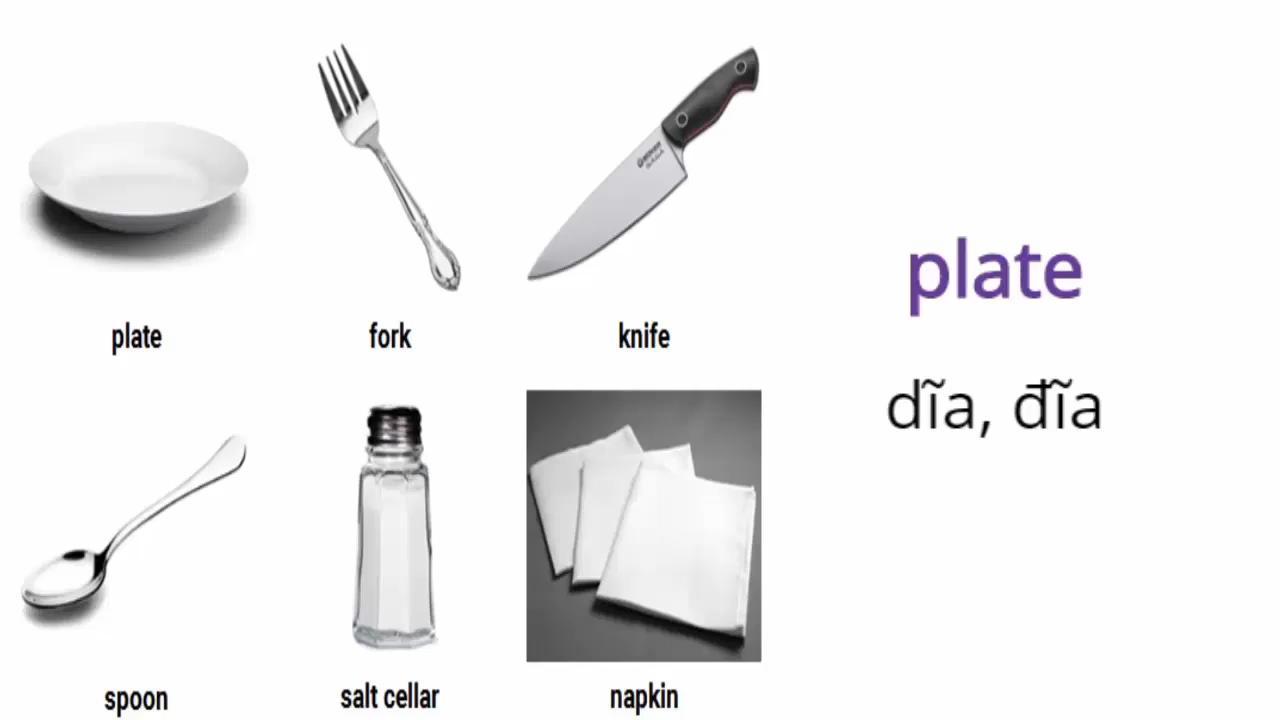 plate
fork
knife
spoon
salt cellar
napkin
plate
dĩa, đĩa